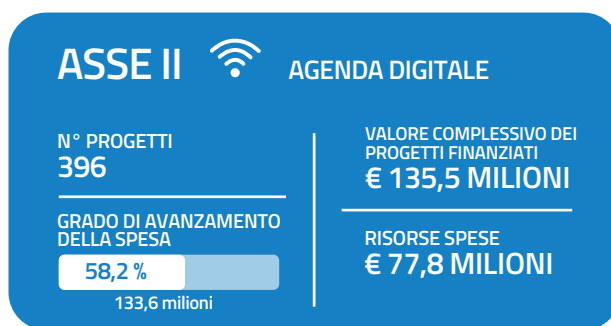 ASSE II
AGENDA DIGITALE
N° PROGETTI
396
GRADO DI AVANZAMENTO
DELLA SPESA
58,2 %
133,6 milioni
VALORE COMPLESSIVO DEI
PROGETTI FINANZIATI
€ 135,5 MILIONI
RISORSE SPESE
€ 77,8 MILIONI